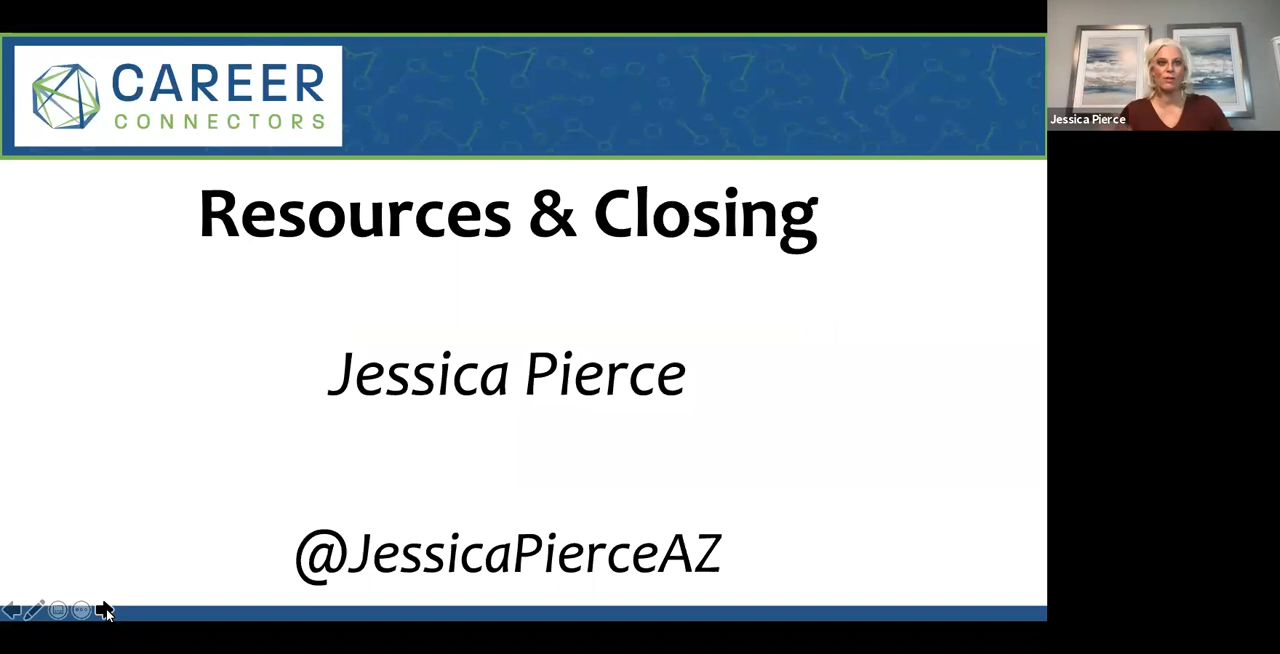 CAREER
CONNECTORS
Jessica Pierce
Resources & Closing
Jessica Pierce
@JessicaPierceAZ